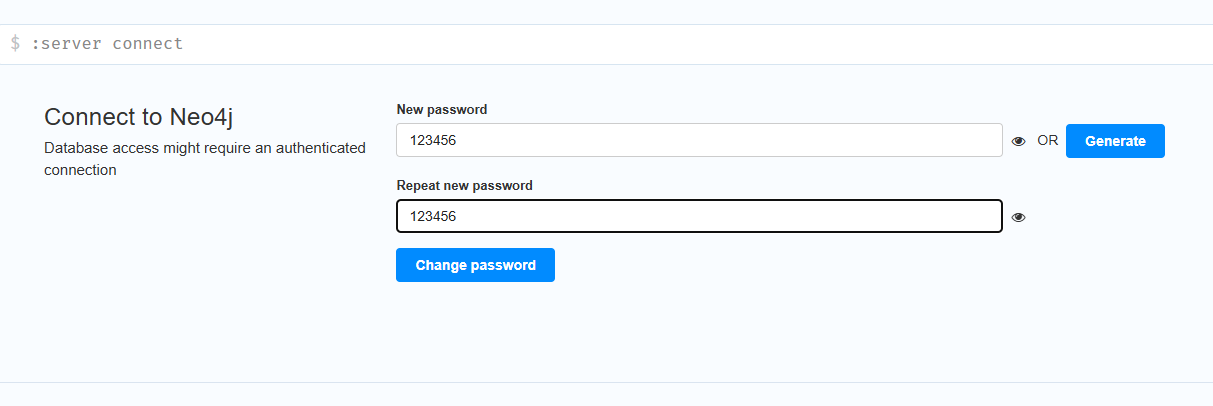 $ :server connect
Connect to Neo4j
Database access might require an authenticated
connection
New password
123456
OR
Generate
Repeat new password
123456
Change password